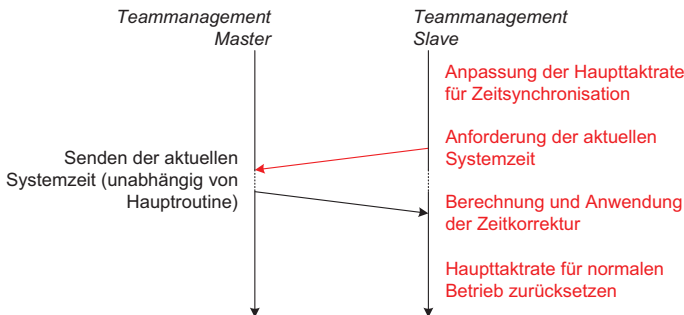 Teammanagement
Master
Teammanagement
Slave
Anpassung der Haupttaktrate
für Zeitsynchronisation
Anforderung der aktuellen
Systemzeit
Senden der aktuellen
Systemzeit (unabhängig von
Hauptroutine)
Berechnung und Anwendung
der Zeitkorrektur
Haupttaktrate für normalen
Betrieb zurücksetzen